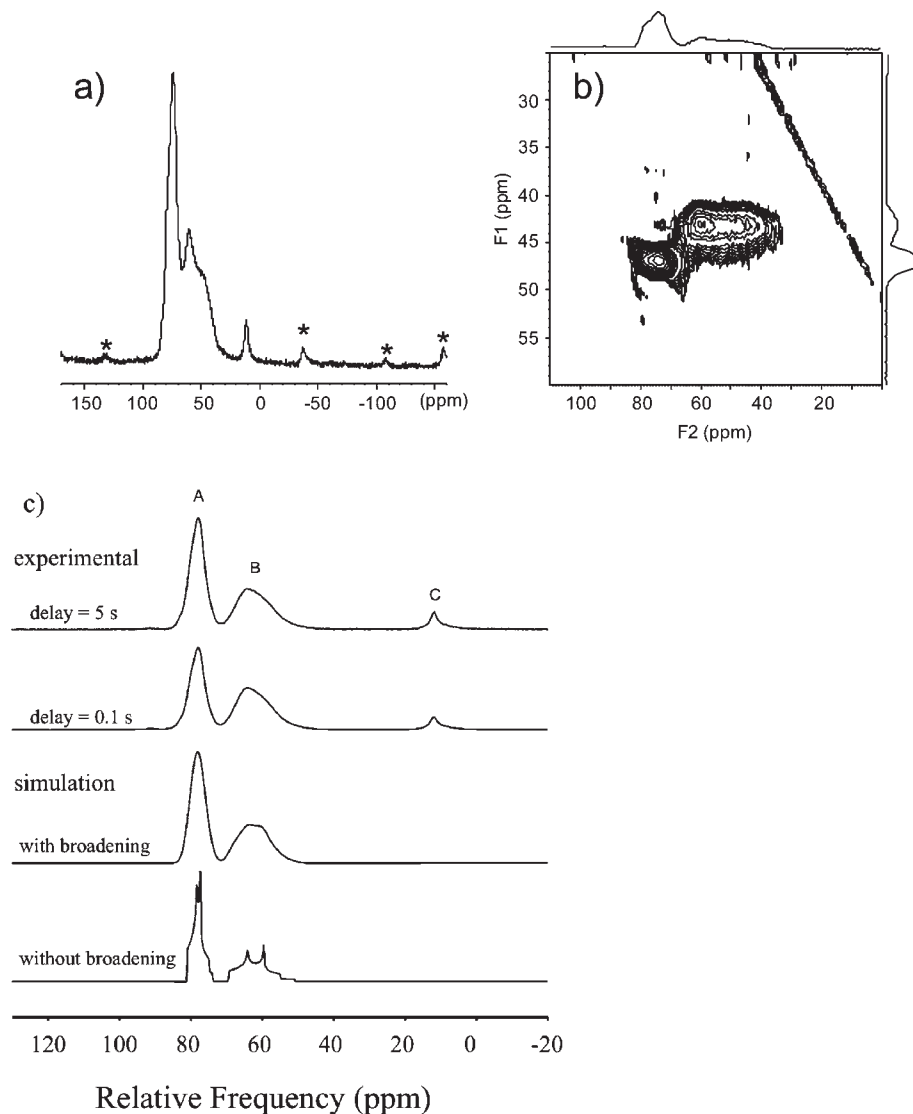 a)
*
*
*
*
150 100 50 0 -50 -100 (ppm)
b)
30
35
40
45
50
55
F1 (ppm)
100 80 60 40 20
F2 (ppm)
c)
A
experimental
B
C
delay = 5 s
delay = 0.1 s
simulation
with broadening
without broadening
120 100 80 60 40 20 0 -20
Relative Frequency (ppm)